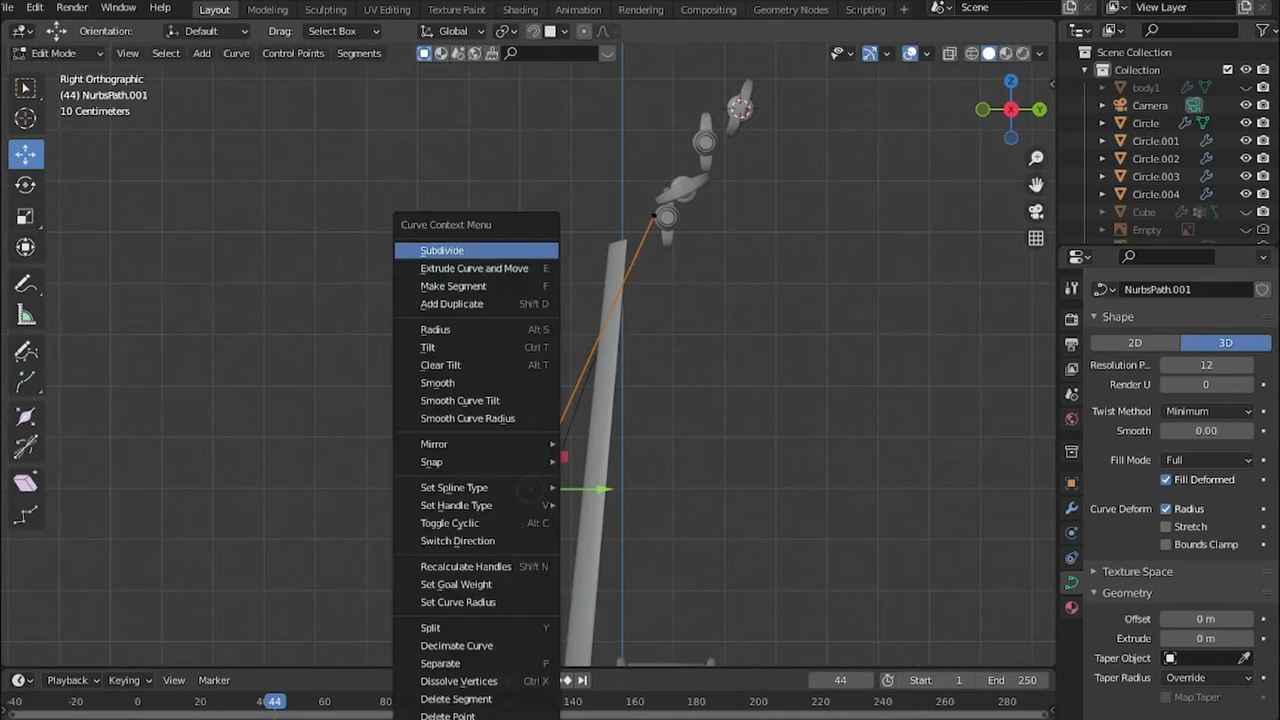 File Edit Render Window Help Layout Modeling Sculpting UV Editing Texture Paint Shading Animation Rendering Compositing Geometry Nodes Scripting Scene View Layer
Orientation: Default Drag: Select Box Global
Edit Mode View Select Add Curve Control Points Segments
Right Orthographic
(44) NurbsPath.001
10 Centimeters
Z
X
Y
Curve Context Menu
Subdivide
Extrude Curve and Move E
Make Segment F
Add Duplicate Shift D
Radius Alt S
Tilt Ctrl T
Clear Tilt Alt T
Smooth
Smooth Curve Tilt
Smooth Curve Radius
Mirror
Snap
Set Spline Type
Set Handle Type V
Toggle Cyclic Alt C
Switch Direction
Recalculate Handles Shift N
Set Goal Weight
Set Curve Radius
Split Y
Decimate Curve
Separate P
Dissolve Vertices Ctrl X
Delete Segment
Delete Point
Scene Collection
Collection
body1
Camera
Circle
Circle.001
Circle.002
Circle.003
Circle.004
Cube
Empty
NurbsPath.001
Shape
2D 3D
Resolution P... 12
Render U 0
Twist Method Minimum
Smooth 0.00
Fill Mode Full
Fill Deformed
Curve Deform Radius
Stretch
Bounds Clamp
Texture Space
Geometry
Offset 0 m
Extrude 0 m
Taper Object
Taper Radius Override
Map Taper
Playback Keying View Marker 44 Start 1 End 250
-40 -20 0 20 44 140 160 180 200 220 240 260 280